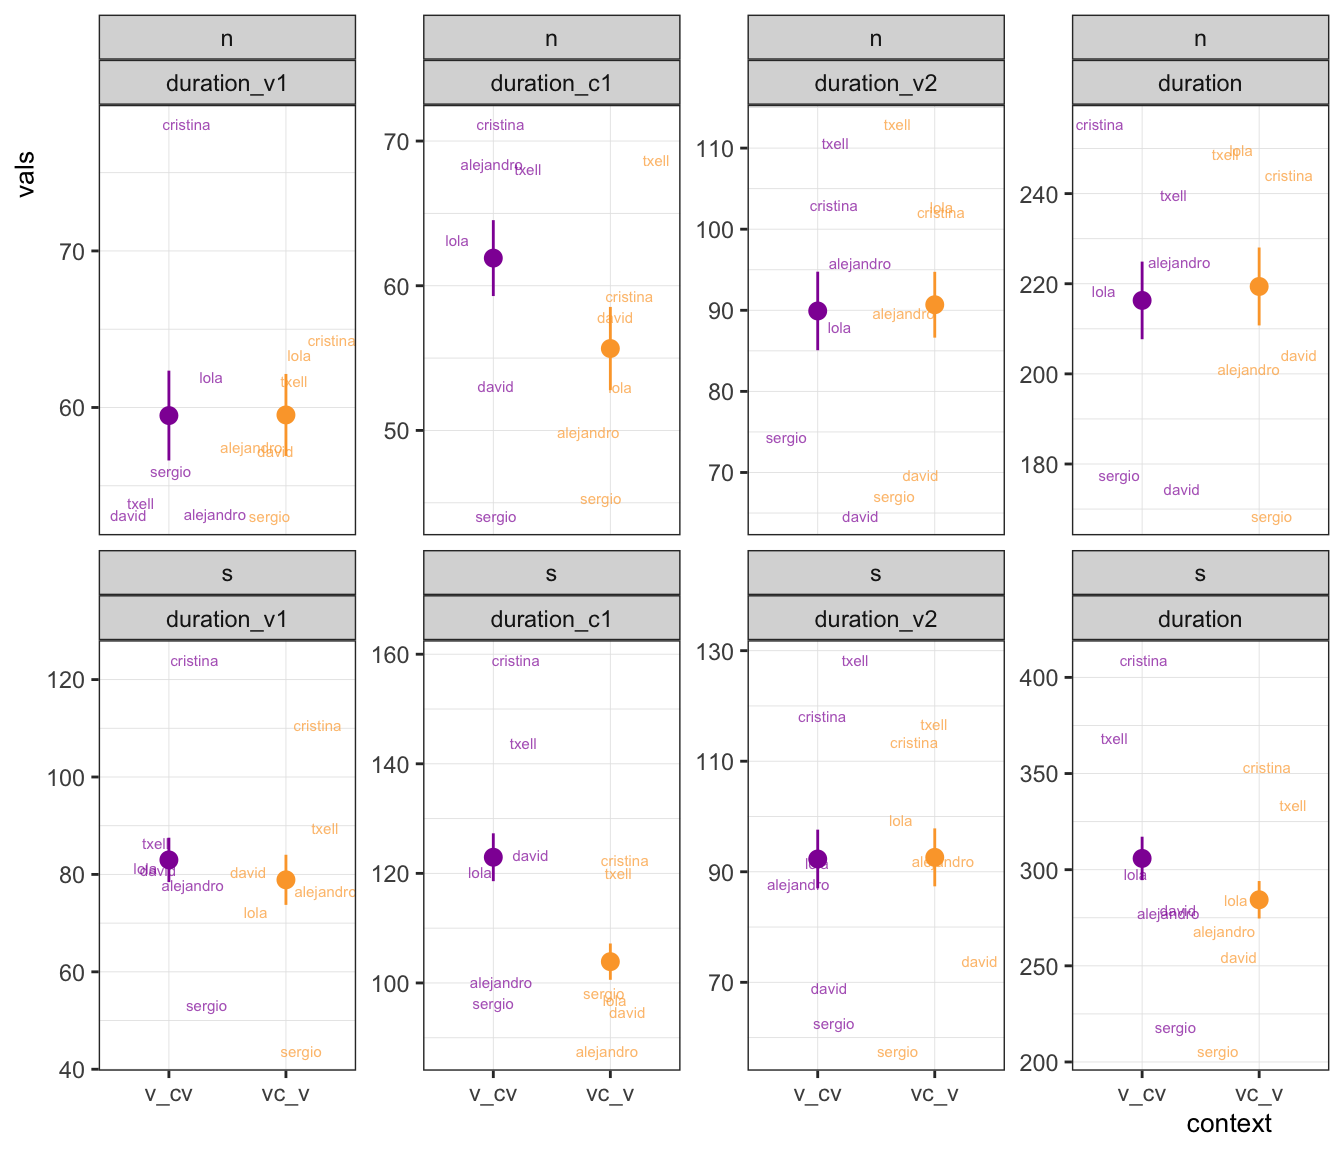 n n n n
duration_v1 duration_c1 duration_v2 duration
vals
cristina
lola
sergio
txell
david
alejandro
cristina
lola
txell
alejandro
david
sergio
70
60
cristina
alejandro
txell
lola
david
sergio
txell
cristina
david
lola
alejandro
sergio
70
60
50
txell
cristina
alejandro
lola
sergio
david
txell
lola
cristina
alejandro
david
sergio
110
100
90
80
70
cristina
txell
alejandro
lola
sergio
david
lola
txell
cristina
david
alejandro
sergio
240
220
200
180
s s s s
duration_v1 duration_c1 duration_v2 duration
cristina
txell
lola
david
alejandro
sergio
cristina
txell
david
alejandro
lola
sergio
120
100
80
60
40
cristina
txell
david
lola
alejandro
sergio
cristina
txell
sergio
lola
david
alejandro
160
140
120
100
txell
cristina
lola
alejandro
david
sergio
txell
cristina
lola
alejandro
david
sergio
130
110
90
70
cristina
txell
lola
david
alejandro
sergio
cristina
txell
lola
alejandro
david
sergio
400
350
300
250
200
v_cv vc_v v_cv vc_v v_cv vc_v v_cv vc_v
context